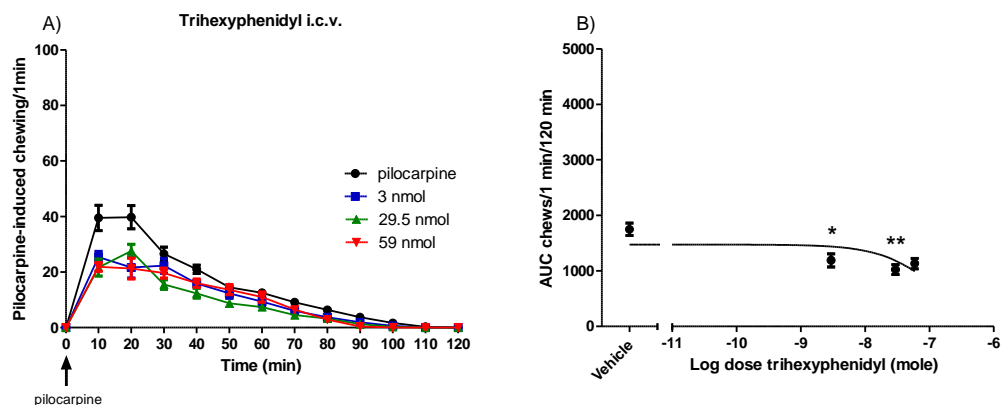 A)
Trihexyphenidyl i.c.v.
Pilocarpine-induced chewing/1min
100
80
60
40
20
0
pilocarpine
3 nmol
29.5 nmol
59 nmol
0 10 20 30 40 50 60 70 80 90 100 110 120
Time (min)
pilocarpine
B)
AUC chews/1 min/120 min
5000
4000
3000
2000
1000
0
*
**
Vehicle
-11 -10 -9 -8 -7 -6
Log dose trihexyphenidyl (mole)